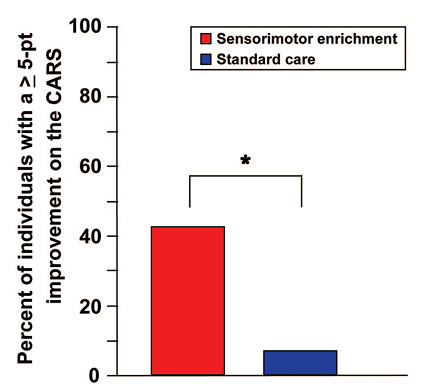 Percent of individuals with a ≥ 5-pt
improvement on the CARS
100
80
60
40
20
0
Sensorimotor enrichment
Standard care
*